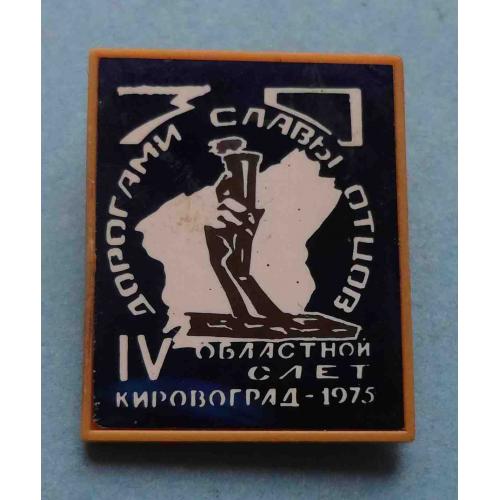 30
ДОРОГАМИ СЛАВЫ ОТЦОВ
IV ОБЛАСТНОЙ
СЛЕТ
КИРОВОГРАД - 1975